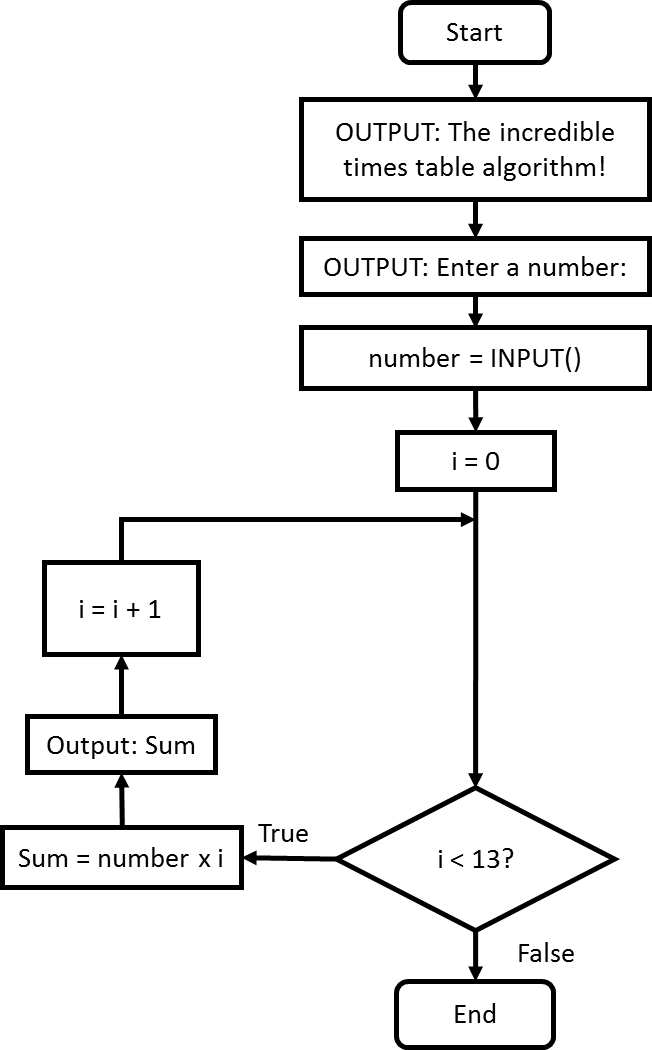 Start
OUTPUT: The incredible
times table algorithm!
OUTPUT: Enter a number:
number = INPUT()
i = 0
i = i + 1
Output: Sum
Sum = number x i
True
i < 13?
False
End